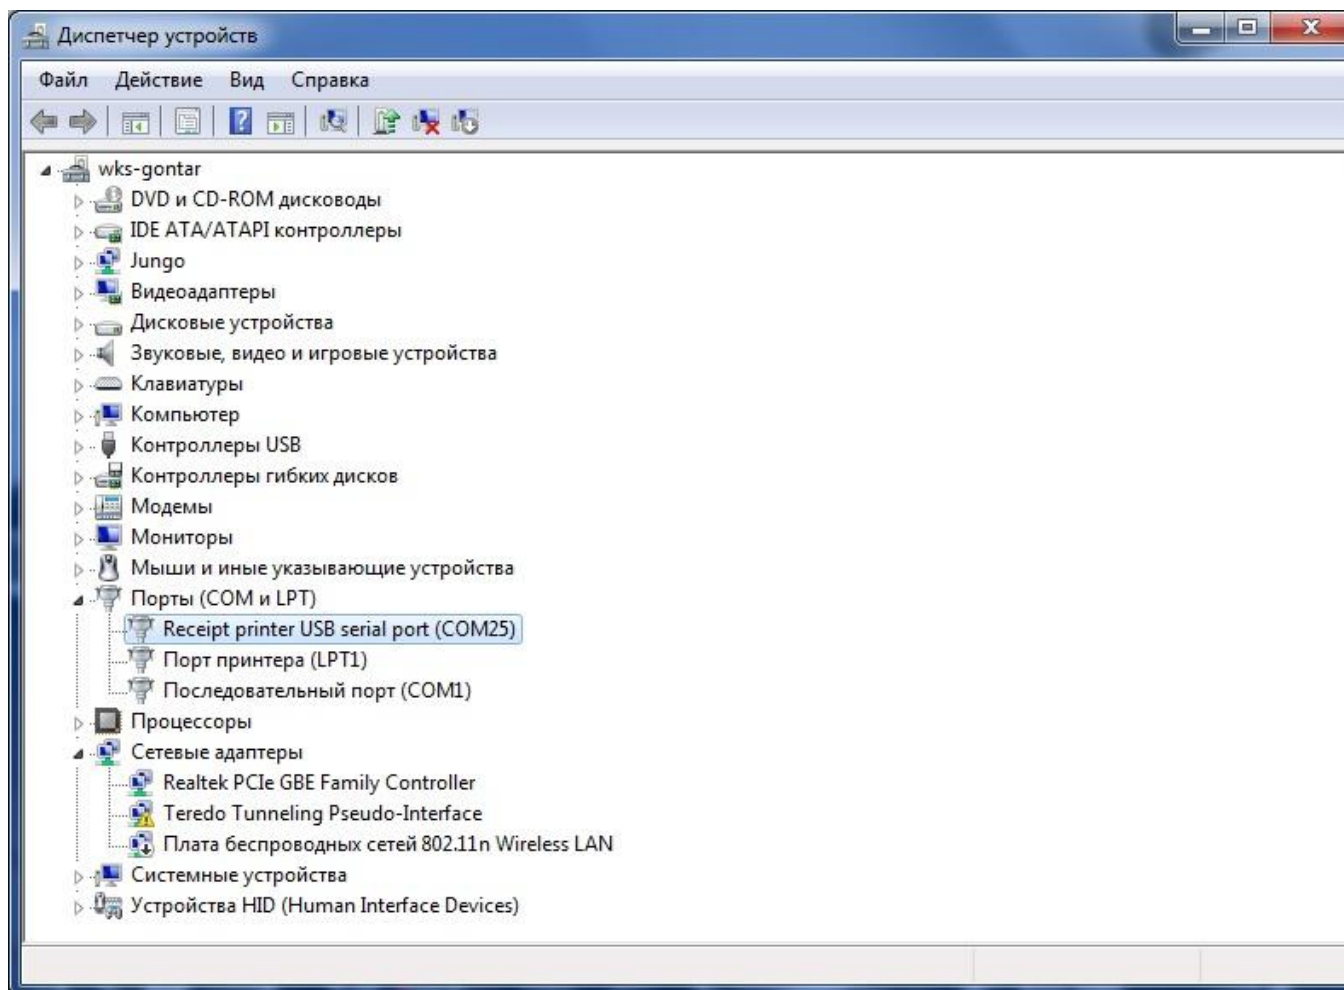 Диспетчер устройств
Файл Действие Вид Справка
wks-gontar
DVD и CD-ROM дисководы
IDE ATA/ATAPI контроллеры
Jungo
Видеоадаптеры
Дисковые устройства
Звуковые, видео и игровые устройства
Клавиатуры
Компьютер
Контроллеры USB
Контроллеры гибких дисков
Модемы
Мониторы
Мыши и иные указывающие устройства
Порты (COM и LPT)
Receipt printer USB serial port (COM25)
Порт принтера (LPT1)
Последовательный порт (COM1)
Процессоры
Сетевые адаптеры
Realtek PCIe GBE Family Controller
Teredo Tunneling Pseudo-Interface
Плата беспроводных сетей 802.11n Wireless LAN
Системные устройства
Устройства HID (Human Interface Devices)